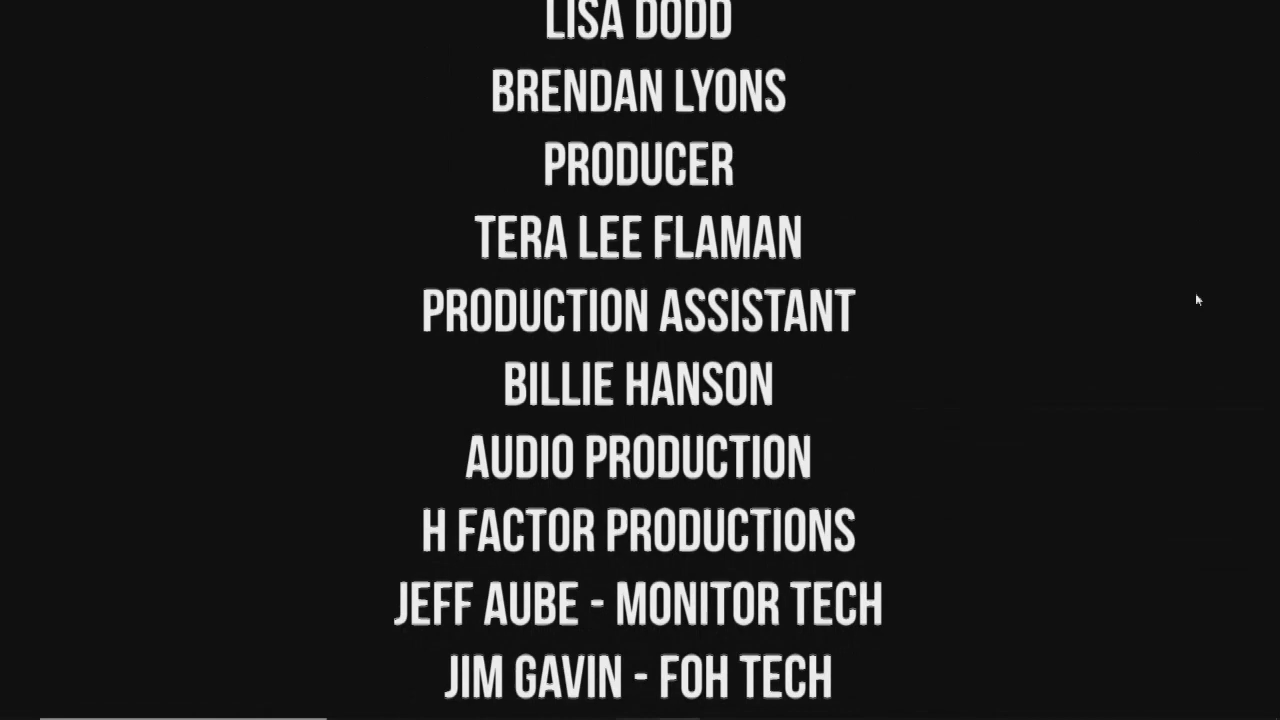 LISA DODD
BRENDAN LYONS
PRODUCER
TERA LEE FLAMAN
PRODUCTION ASSISTANT
BILLIE HANSON
AUDIO PRODUCTION
H FACTOR PRODUCTIONS
JEFF AUBE - MONITOR TECH
JIM GAVIN - FOH TECH